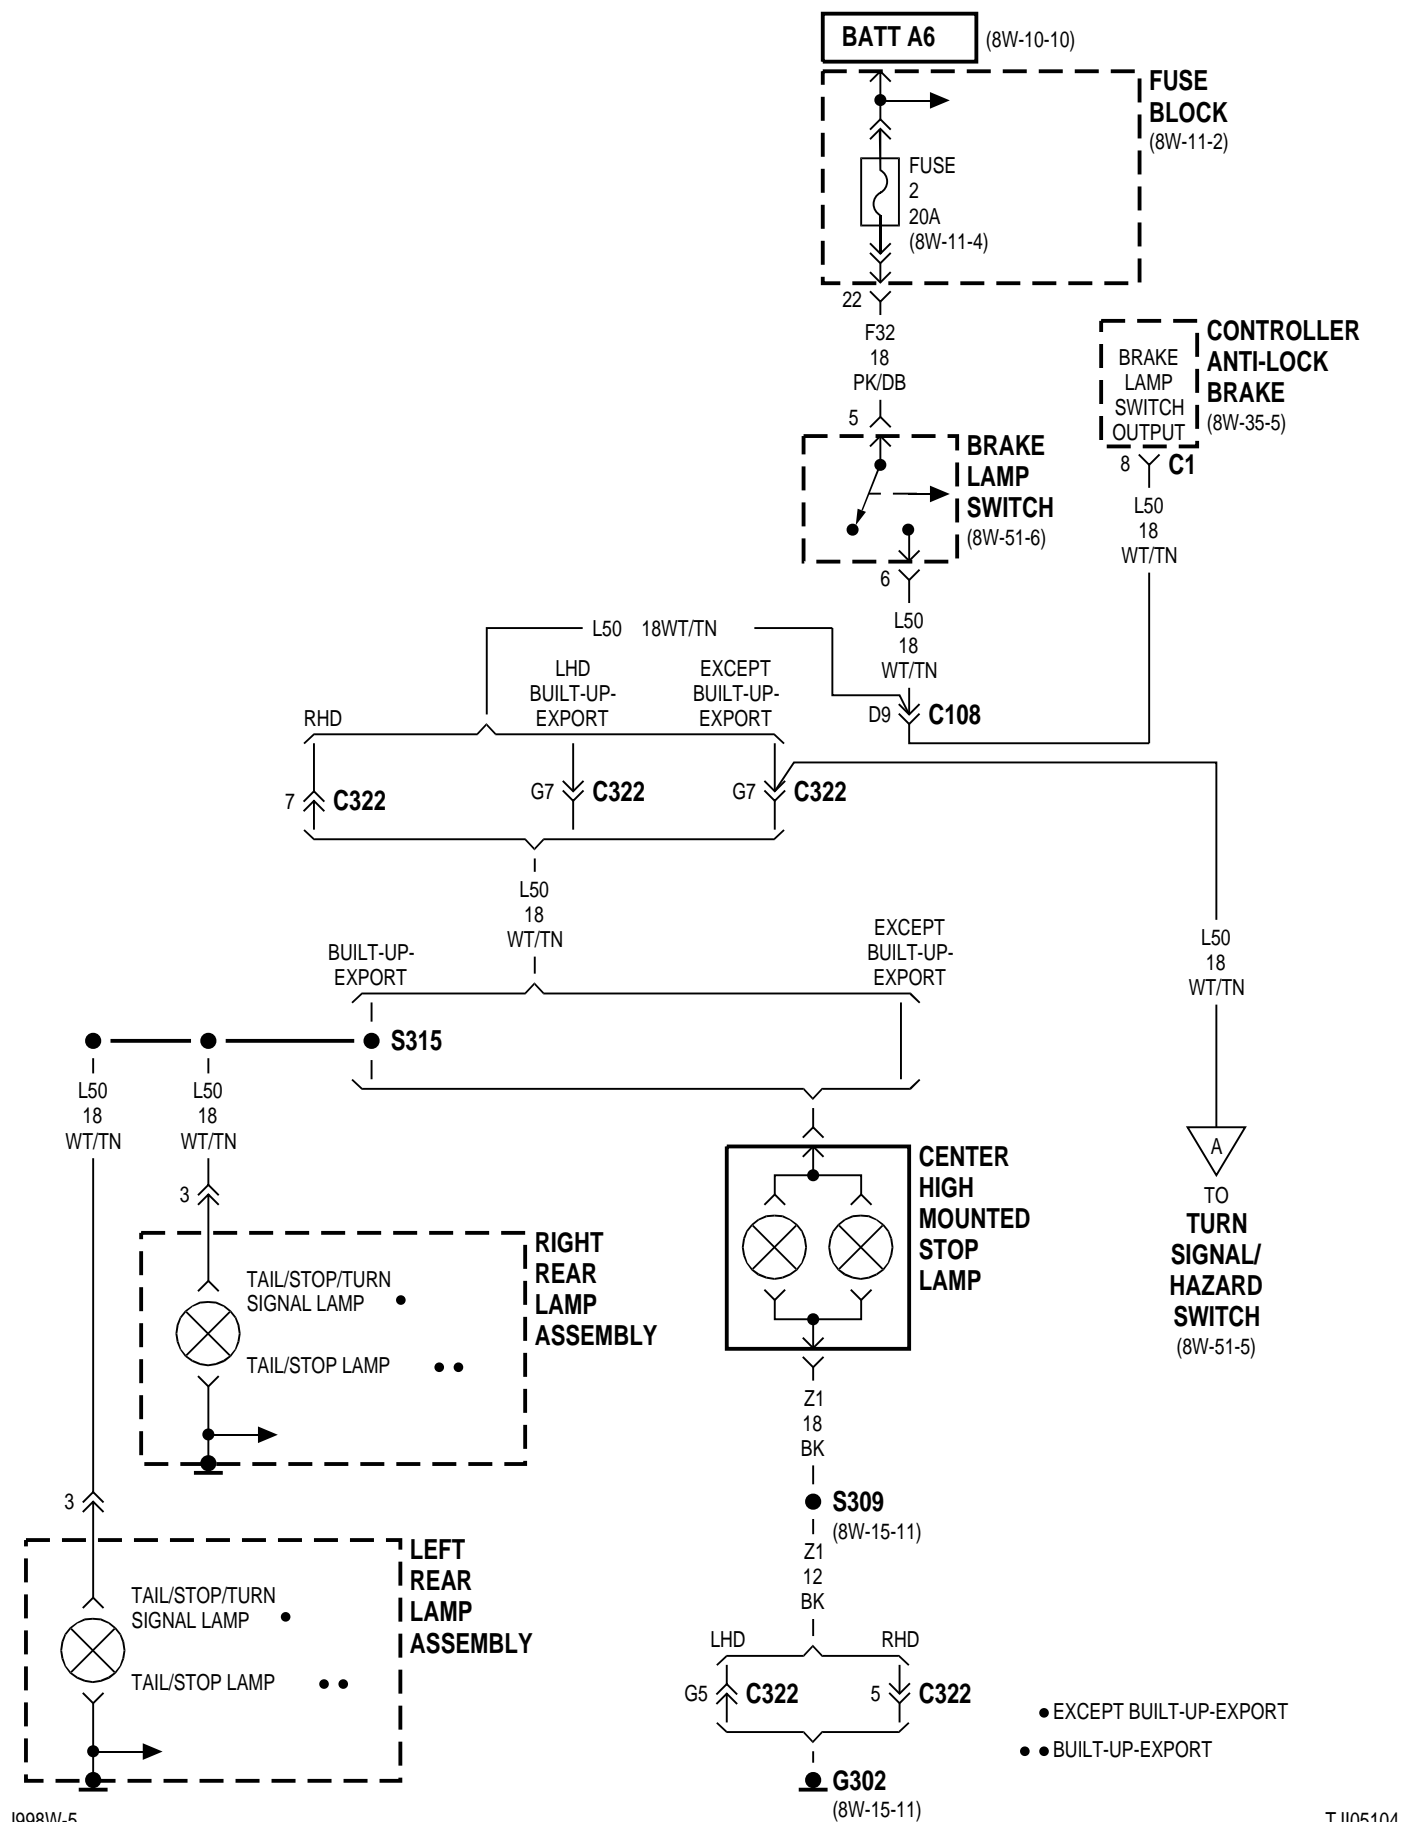 BATT A6 (8W-10-10)
FUSE
BLOCK
(8W-11-2)
FUSE
2
20A
(8W-11-4)
22
F32
18
PK/DB
5
CONTROLLER
ANTI-LOCK
BRAKE
(8W-35-5)
BRAKE
LAMP
SWITCH
OUTPUT
8 C1
L50
18
WT/TN
BRAKE
LAMP
SWITCH
(8W-51-6)
6
L50
18
WT/TN
D9 C108
L50 18WT/TN
RHD
LHD
BUILT-UP-
EXPORT
EXCEPT
BUILT-UP-
EXPORT
7 C322
G7 C322
G7 C322
L50
18
WT/TN
BUILT-UP-
EXPORT
EXCEPT
BUILT-UP-
EXPORT
L50
18
WT/TN
S315
L50
18
WT/TN
L50
18
WT/TN
A
TO
TURN
SIGNAL/
HAZARD
SWITCH
(8W-51-5)
CENTER
HIGH
MOUNTED
STOP
LAMP
3
RIGHT
REAR
LAMP
ASSEMBLY
TAIL/STOP/TURN
SIGNAL LAMP •
TAIL/STOP LAMP • •
Z1
18
BK
S309
(8W-15-11)
Z1
12
BK
3
LEFT
REAR
LAMP
ASSEMBLY
TAIL/STOP/TURN
SIGNAL LAMP •
TAIL/STOP LAMP • •
LHD
RHD
G5 C322
5 C322
G302
(8W-15-11)
• EXCEPT BUILT-UP-EXPORT
• • BUILT-UP-EXPORT
J998W-5
TJI05104